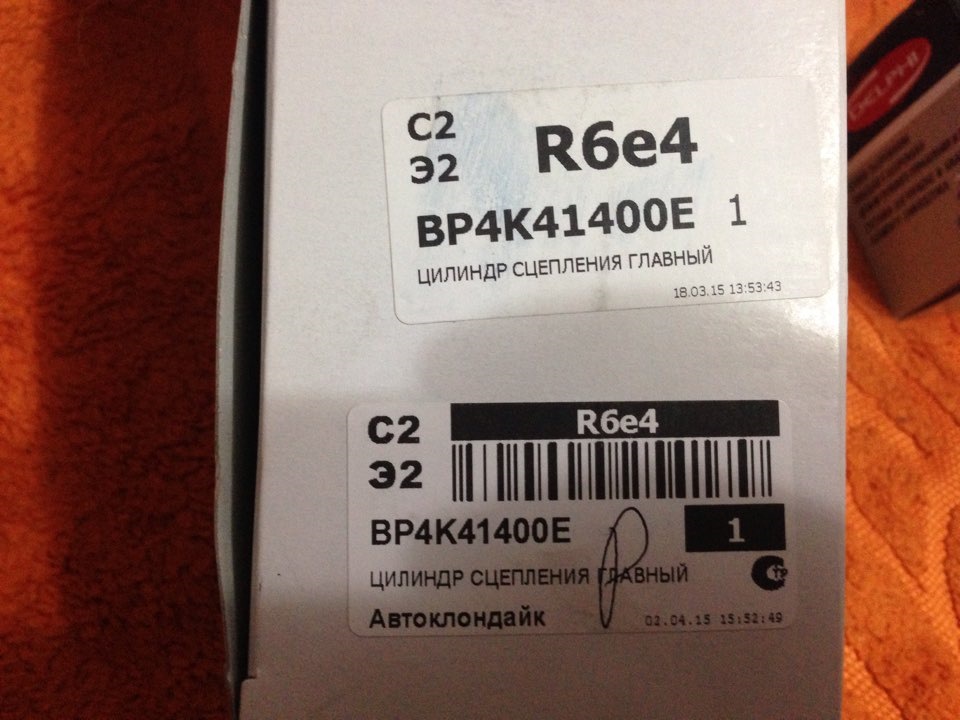 С2
Э2
R6e4
BP4K41400E 1
ЦИЛИНДР СЦЕПЛЕНИЯ ГЛАВНЫЙ
18.03.15 13:53:43
С2
Э2
R6e4
BP4K41400E
1
ЦИЛИНДР СЦЕПЛЕНИЯ ГЛАВНЫЙ
Автоклондайк
02.04.15 15:52:49
DELPHI